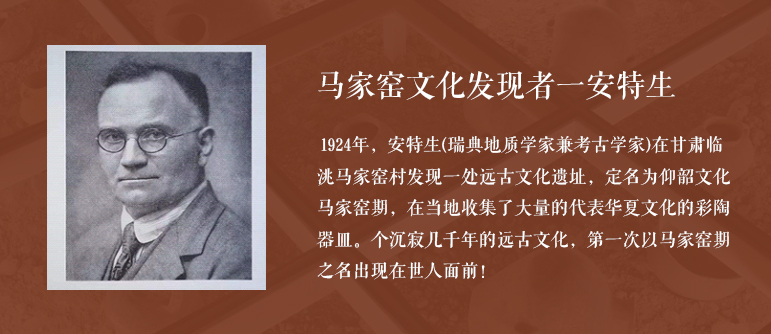 马家窑文化发现者一安特生
1924年，安特生(瑞典地质学家兼考古学家)在甘肃临
洮马家窑村发现一处远古文化遗址，定名为仰韶文化
马家窑期，在当地收集了大量的代表华夏文化的彩陶
器皿。个沉寂几千年的远古文化，第一次以马家窑期
之名出现在世人面前！